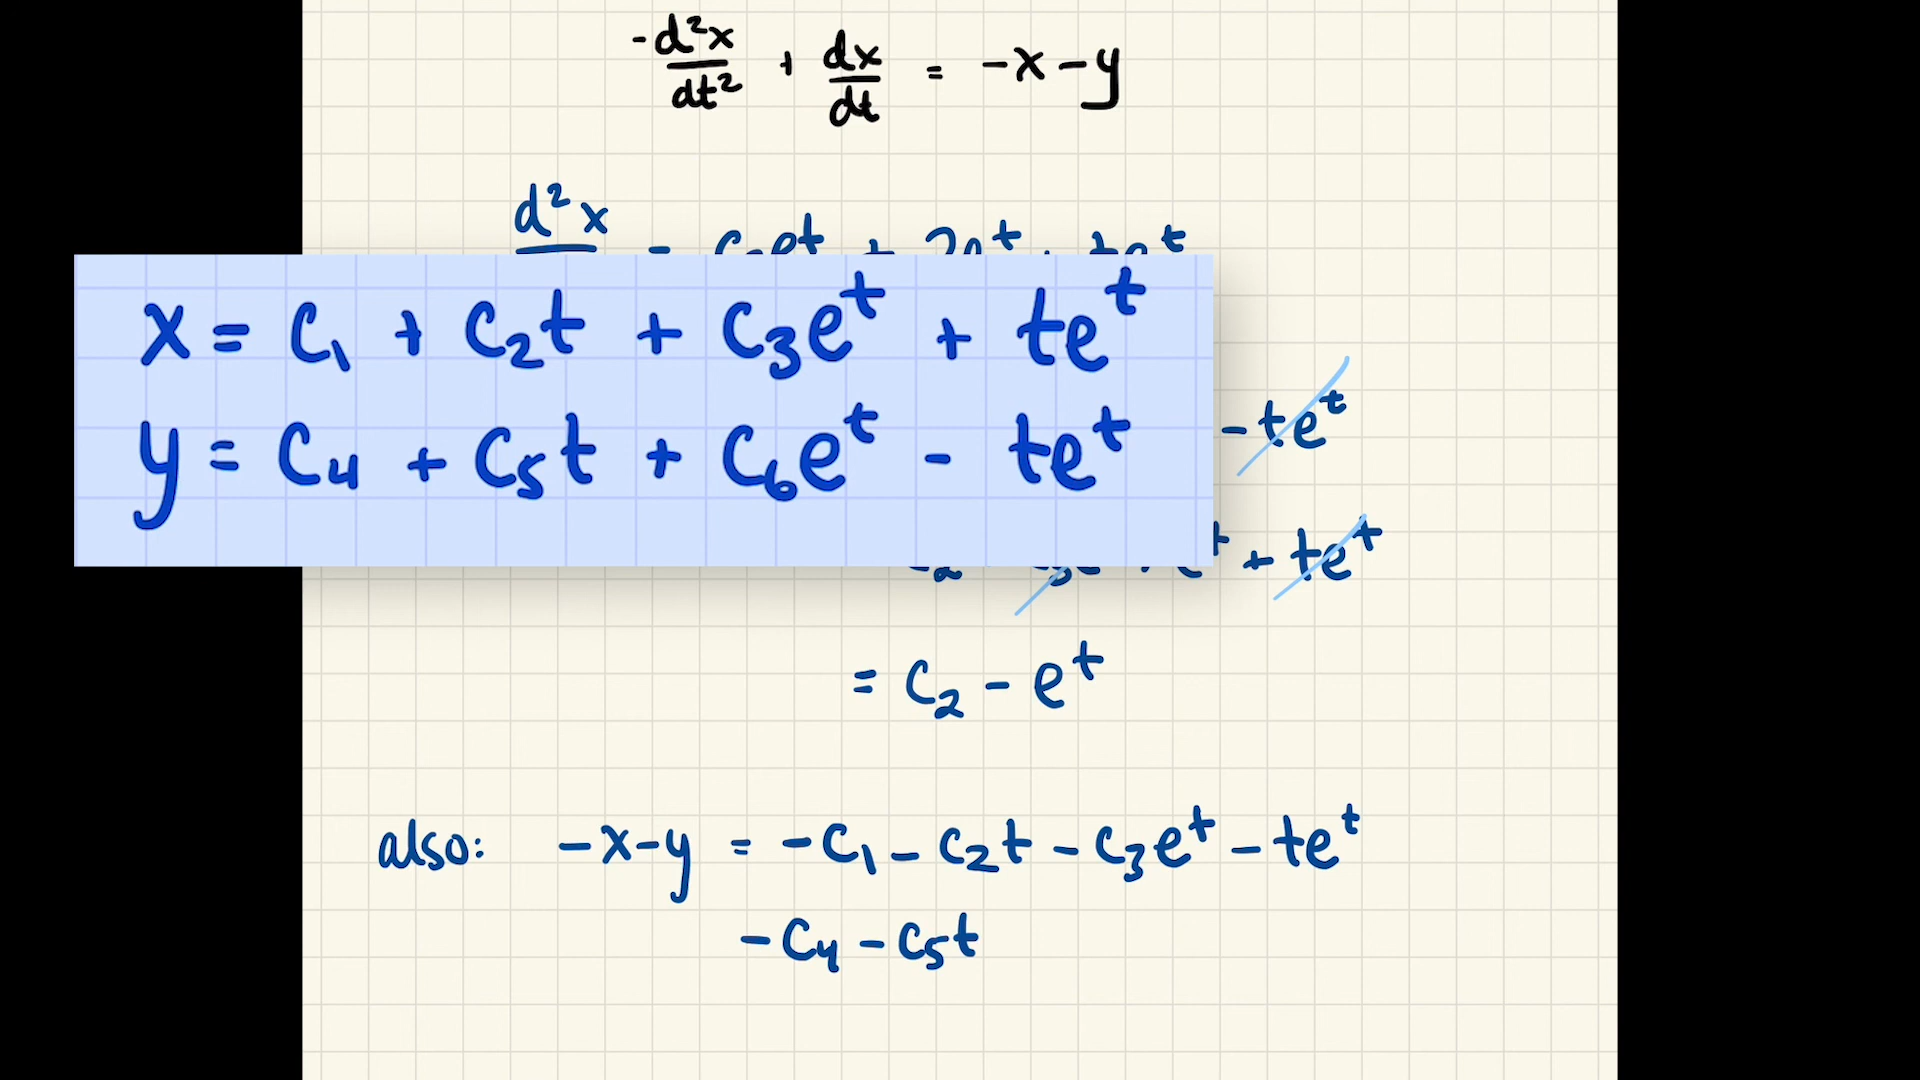 -d²x/dt² + dx/dt = -x - y
d²x
x = c₁ + c₂t + c₃eᵗ + teᵗ
y = c₄ + c₅t + c₆eᵗ - teᵗ
- teᵗ
+ teᵗ
= c₂ - eᵗ
also: -x-y = -c₁ - c₂t - c₃eᵗ - teᵗ
-c₄ - c₅t